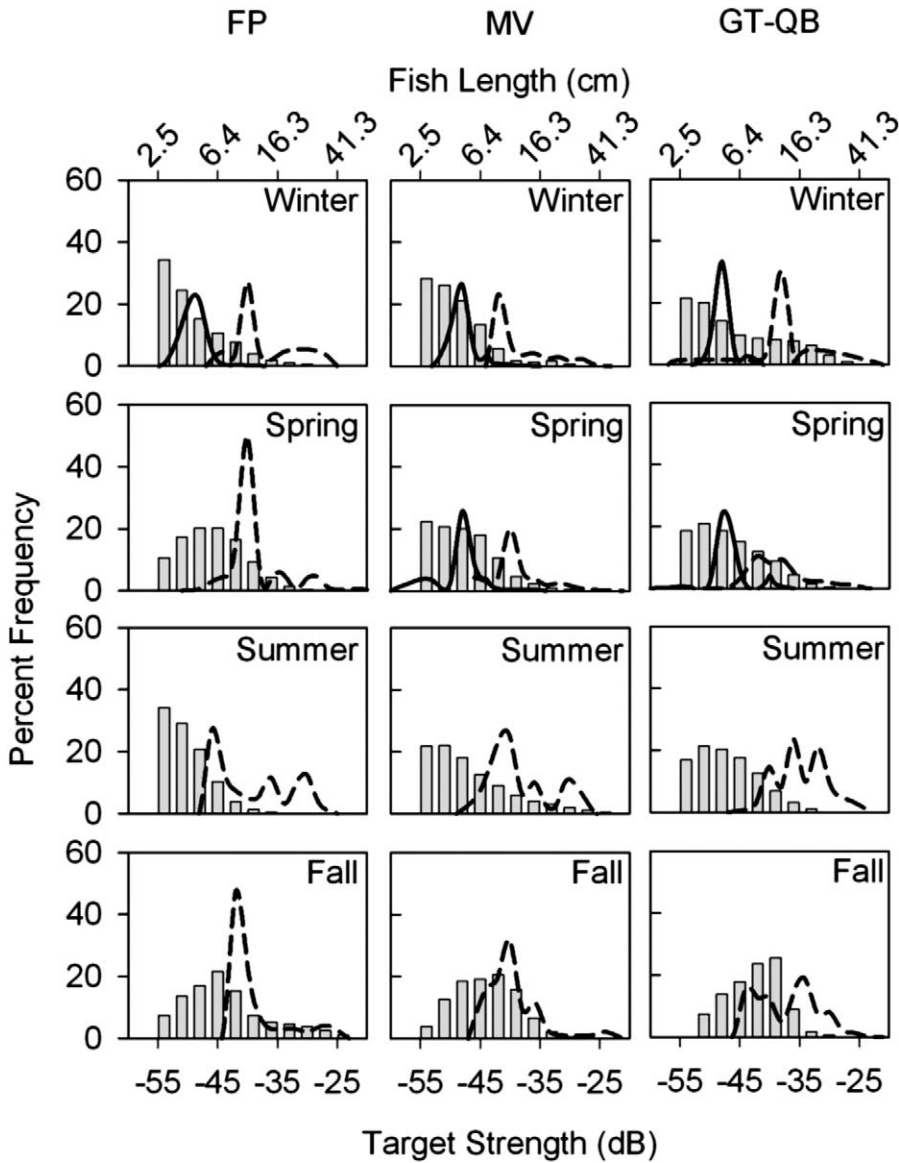 FP MV GT-QB
Fish Length (cm)
2.5 6.4 16.3 41.3 2.5 6.4 16.3 41.3 2.5 6.4 16.3 41.3
60 Winter Winter Winter
40
20
0
60 Spring Spring Spring
40
20
0
60 Summer Summer Summer
40
20
0
60 Fall Fall Fall
40
20
0
Percent Frequency
-55 -45 -35 -25 -55 -45 -35 -25 -55 -45 -35 -25
Target Strength (dB)